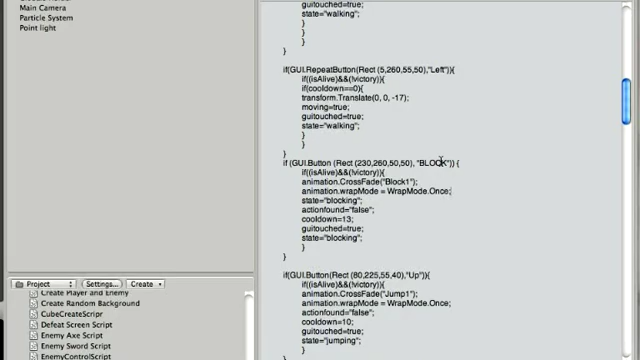 Main Camera
Particle System
Point light
guitouched=true;
state="walking";
}
}
}
}
if(GUI.RepeatButton(Rect (5,260,55,50),"Left")){
if((isAlive)&&(!victory)){
if(cooldown==0){
transform.Translate(0, 0, -17);
moving=true;
guitouched=true;
state="walking";
}
}
}
if (GUI.Button (Rect (230,260,50,50), "BLOCK")) {
if((isAlive)&&(!victory)){
animation.CrossFade("Block1");
animation.wrapMode = WrapMode.Once;
state="blocking";
actionfound="false";
cooldown=13;
guitouched=true;
state="blocking";
}
}
if(GUI.Button(Rect (80,225,55,40),"Up")){
if((isAlive)&&(!victory)){
animation.CrossFade("Jump1");
animation.wrapMode = WrapMode.Once;
actionfound="false";
cooldown=10;
guitouched=true;
state="jumping";
}
}
Project
Settings...
Create
Create Player and Enemy
Create Random Background
CubeCreateScript
Defeat Screen Script
Enemy Axe Script
Enemy Sword Script
EnemyControlScript